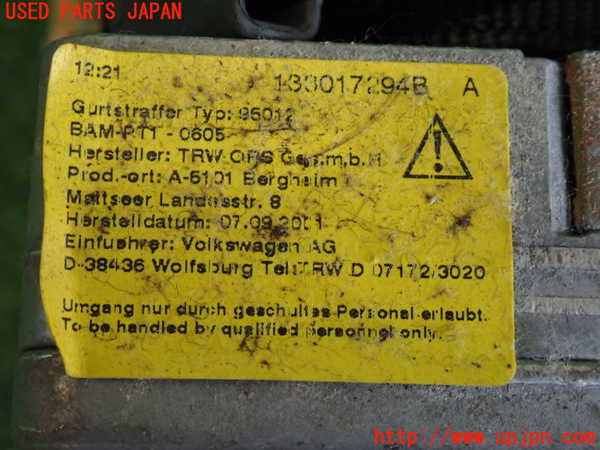 USED PARTS JAPAN
12:21 133017294B A
Gurtstraffer Typ: 95012
BAM-PT1 - 0605
Hersteller: TRW ORS Ges.m.b.H
Prod.-ort: A-5101 Bergheim
Mattseer Landesstr. 8
Herstelldatum: 07.09.2001
Einfuehrer: Volkswagen AG
D-38436 Wolfsburg Tel:TRW D 07172/3020
Umgang nur durch geschultes Personal erlaubt.
To be handled by qualified personnel only.
U.P.J http://www.upjpn.com